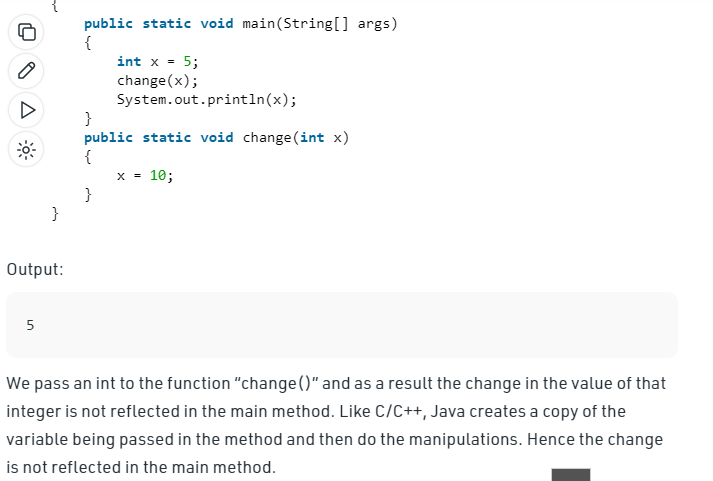 {
public static void main(String[] args)
{
int x = 5;
change(x);
System.out.println(x);
}
public static void change(int x)
{
x = 10;
}
}
Output:
5
We pass an int to the function "change()" and as a result the change in the value of that
integer is not reflected in the main method. Like C/C++, Java creates a copy of the
variable being passed in the method and then do the manipulations. Hence the change
is not reflected in the main method.